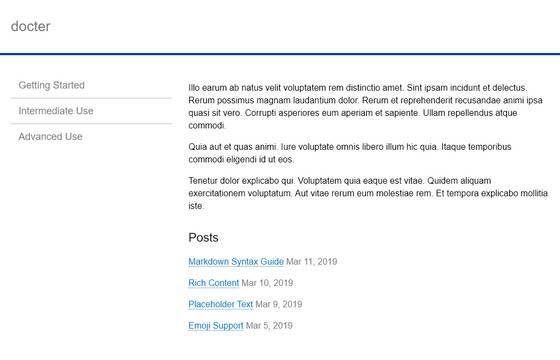 docter
Getting Started
Intermediate Use
Advanced Use
Illo earum ab natus velit voluptatem rem distinctio amet. Sint ipsam incidunt et delectus.
Rerum possimus magnam laudantium dolor. Rerum et reprehenderit recusandae animi ipsa
quasi sit vero. Corrupti asperiores eum aperiam et sapiente. Ullam repellendus atque
commodi.
Quia aut et quas animi. Iure voluptate omnis libero illum hic quia. Itaque temporibus
commodi eligendi id ut eos.
Tenetur dolor explicabo qui. Voluptatem quia eaque est vitae. Quidem aliquam
exercitationem voluptatum. Aut vitae rerum eum molestiae rem. Et tempora explicabo mollitia
iste.
Posts
Markdown Syntax Guide Mar 11, 2019
Rich Content Mar 10, 2019
Placeholder Text Mar 9, 2019
Emoji Support Mar 5, 2019